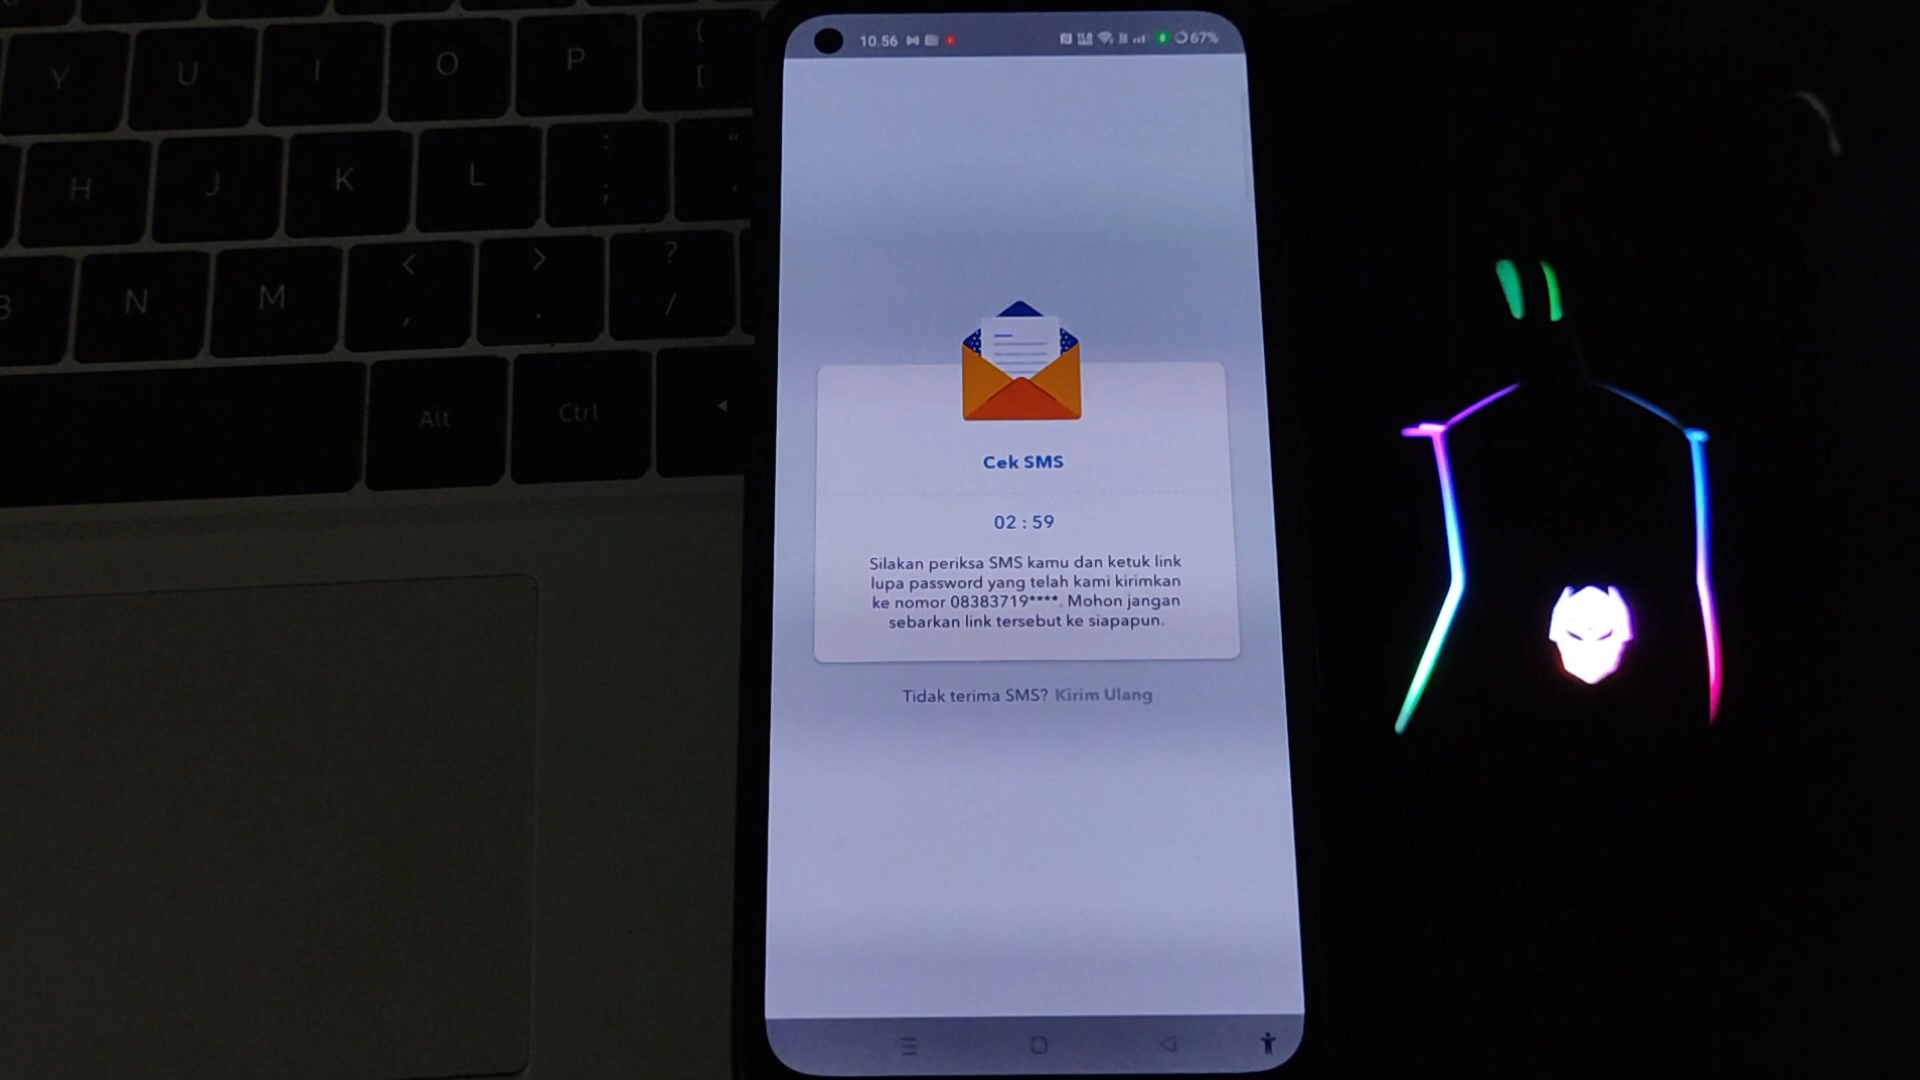 Y U I O P { [
H J K L : ; "
B N M < , > . ? /
Alt Ctrl
10.56
67%
Cek SMS
02 : 59
Silakan periksa SMS kamu dan ketuk link
lupa password yang telah kami kirimkan
ke nomor 08383719****. Mohon jangan
sebarkan link tersebut ke siapapun.
Tidak terima SMS? Kirim Ulang